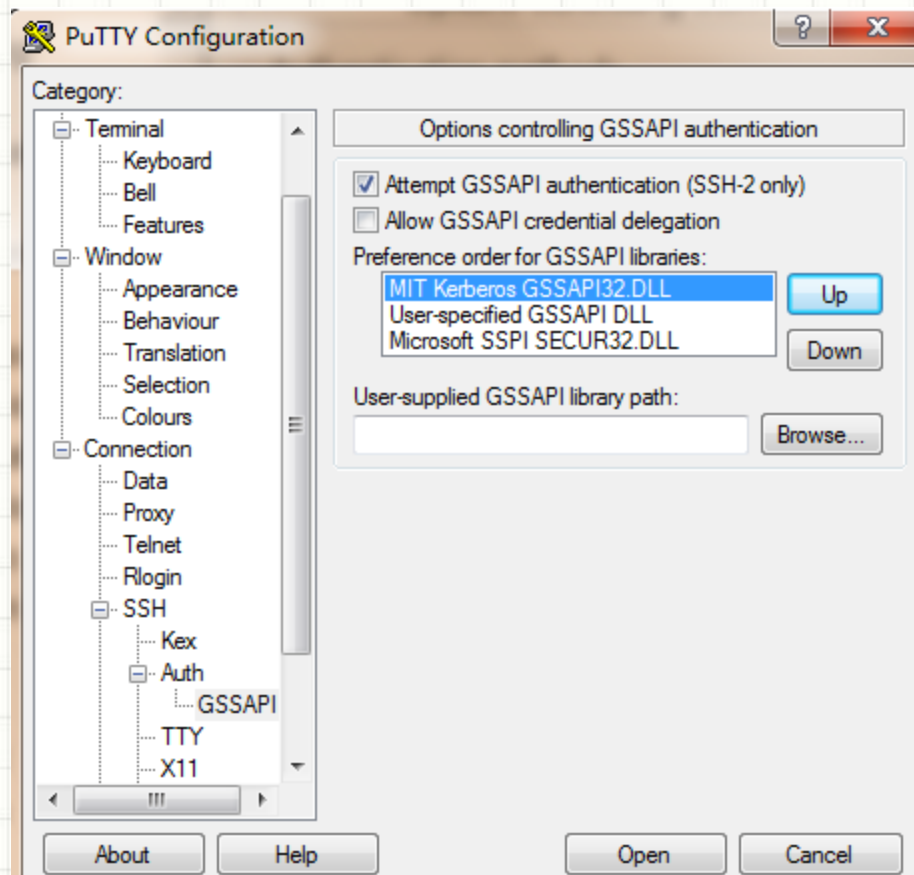 PuTTY Configuration
Category:
Terminal
Keyboard
Bell
Features
Window
Appearance
Behaviour
Translation
Selection
Colours
Connection
Data
Proxy
Telnet
Rlogin
SSH
Kex
Auth
GSSAPI
TTY
X11
Options controlling GSSAPI authentication
Attempt GSSAPI authentication (SSH-2 only)
Allow GSSAPI credential delegation
Preference order for GSSAPI libraries:
MIT Kerberos GSSAPI32.DLL
User-specified GSSAPI DLL
Microsoft SSPI SECUR32.DLL
Up
Down
User-supplied GSSAPI library path:
Browse...
About
Help
Open
Cancel